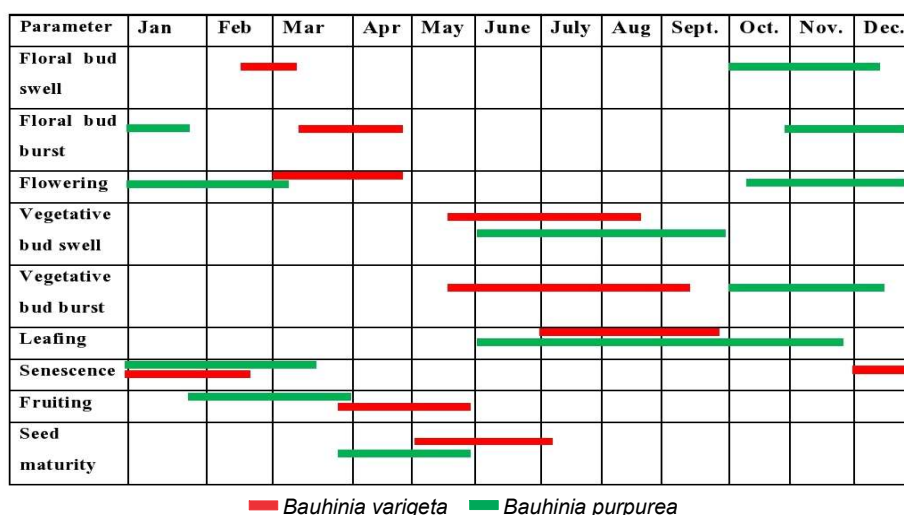 Parameter Jan Feb Mar Apr May June July Aug Sept. Oct. Nov. Dec.
Floral bud
swell
Floral bud
burst
Flowering
Vegetative
bud swell
Vegetative
bud burst
Leafing
Senescence
Fruiting
Seed
maturity
Bauhinia varigeta Bauhinia purpurea